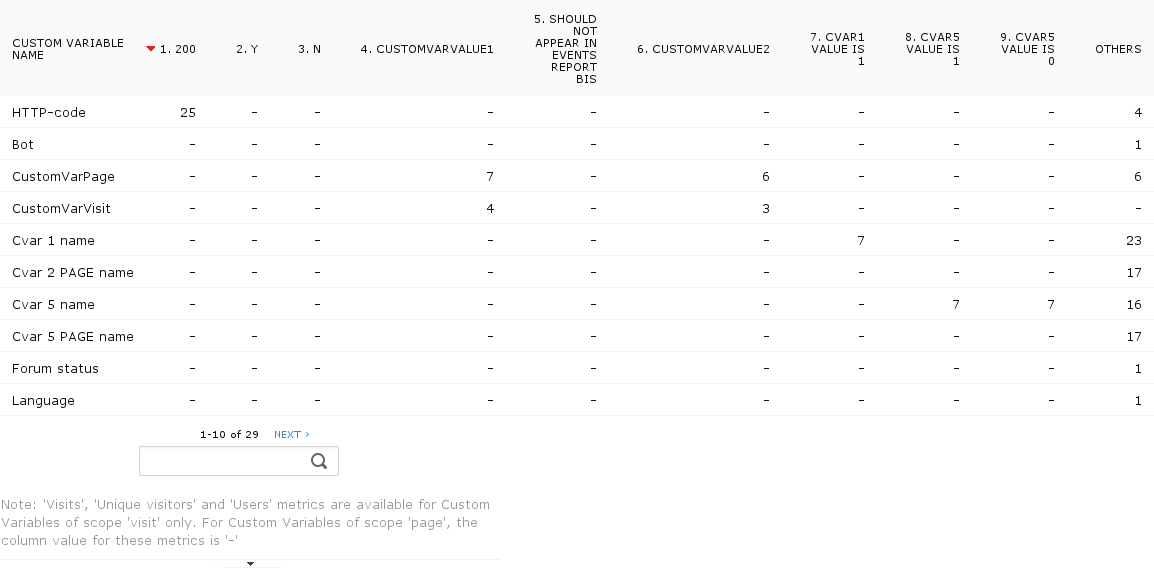 CUSTOM VARIABLE NAME 1. 200 2. Y 3. N 4. CUSTOMVARVALUE1 5. SHOULD NOT APPEAR IN EVENTS REPORT BIS 6. CUSTOMVARVALUE2 7. CVAR1 VALUE IS 1 8. CVAR5 VALUE IS 1 9. CVAR5 VALUE IS 0 OTHERS
HTTP-code 25 - - - - - - - - 4
Bot - - - - - - - - - 1
CustomVarPage - - - 7 - 6 - - - 6
CustomVarVisit - - - 4 - 3 - - - -
Cvar 1 name - - - - - - 7 - - 23
Cvar 2 PAGE name - - - - - - - - - 17
Cvar 5 name - - - - - - - 7 7 16
Cvar 5 PAGE name - - - - - - - - - 17
Forum status - - - - - - - - - 1
Language - - - - - - - - - 1
1-10 of 29 NEXT ›
Note: 'Visits', 'Unique visitors' and 'Users' metrics are available for Custom
Variables of scope 'visit' only. For Custom Variables of scope 'page', the
column value for these metrics is '-'